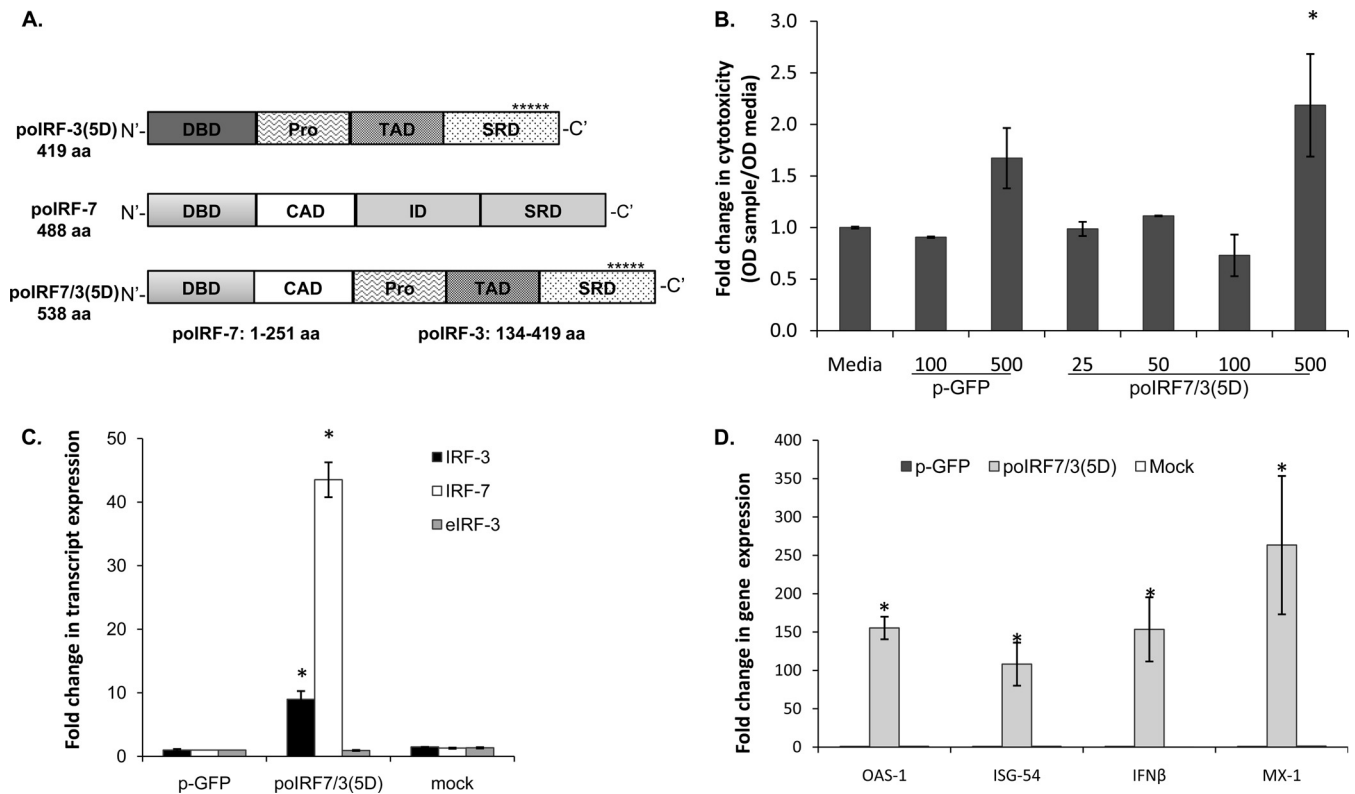 A.
*****
poIRF-3(5D) N'- DBD Pro TAD SRD -C'
419 aa
poIRF-7 N'- DBD CAD ID SRD -C'
488 aa
*****
poIRF7/3(5D) N'- DBD CAD Pro TAD SRD -C'
538 aa
poIRF-7: 1-251 aa poIRF-3: 134-419 aa
B.
Fold change in cytotoxicity
(OD sample/OD media)
3.0
2.5
2.0
1.5
1.0
0.5
0.0
*
Media 100 500 25 50 100 500
p-GFP poIRF7/3(5D)
C.
Fold change in transcript expression
50
40
30
20
10
0
*
*
IRF-3
IRF-7
eIRF-3
p-GFP poIRF7/3(5D) mock
D.
Fold change in gene expression
400
350
300
250
200
150
100
50
0
p-GFP poIRF7/3(5D) Mock
*
*
*
*
OAS-1 ISG-54 IFNβ MX-1